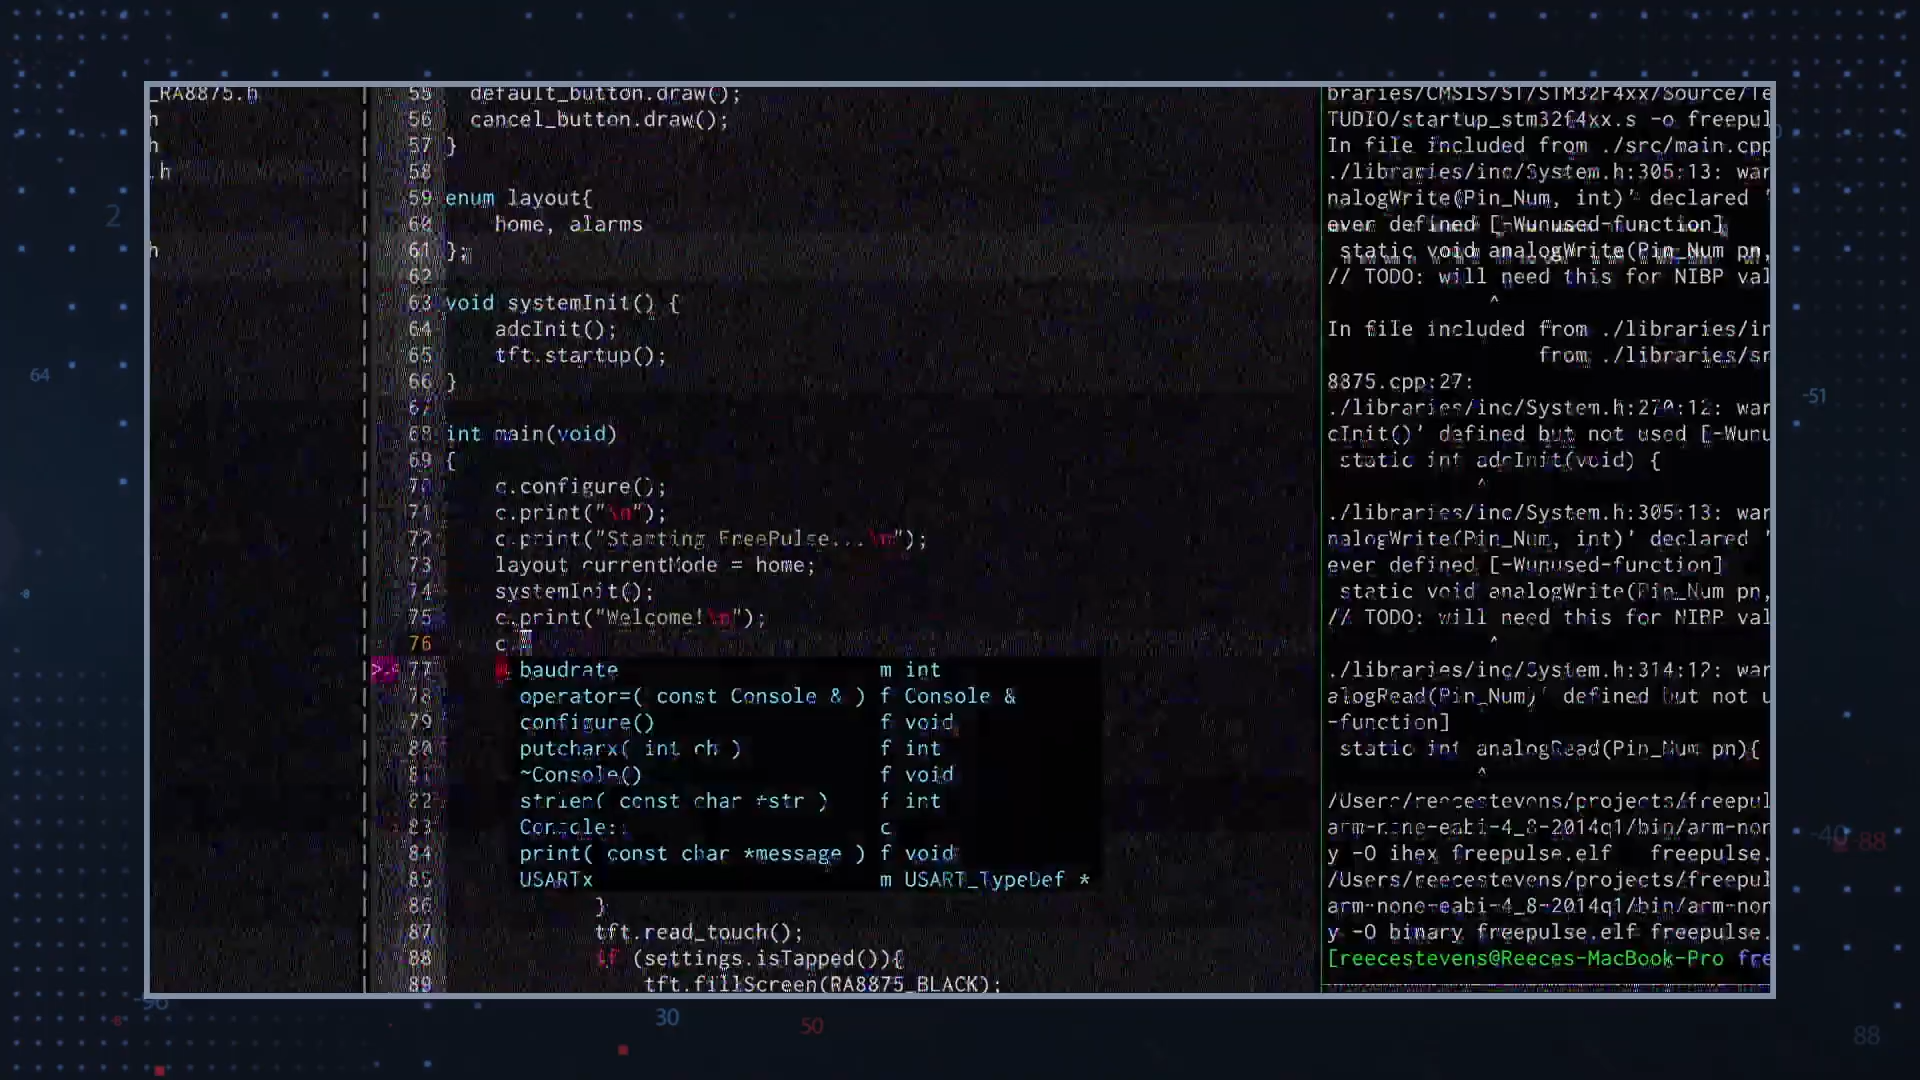 _RA8875.h
h
h
.h
h
55 default_button.draw();
56 cancel_button.draw();
57 }
58
59 enum layout{
60 home, alarms
61 };
62
63 void systemInit() {
64 adcInit();
65 tft.startup();
66 }
67
68 int main(void)
69 {
70 c.configure();
71 c.print("\n");
72 c.print("Starting FreePulse...\n");
73 layout currentMode = home;
74 systemInit();
75 c.print("Welcome!\n");
76 c.
77 baudrate m int
78 operator=( const Console & ) f Console &
79 configure() f void
80 putcharx( int ch ) f int
81 ~Console() f void
82 strlen( const char *str ) f int
83 Console:: c
84 print( const char *message ) f void
85 USARTx m USART_TypeDef *
86 }
87 tft.read_touch();
88 if (settings.isTapped()){
89 tft.fillScreen(RA8875_BLACK);
braries/CMSIS/ST/STM32F4xx/Source/Te
TUDIO/startup_stm32f4xx.s -o freepul
In file included from ./src/main.cpp
./libraries/inc/System.h:305:13: war
nalogWrite(Pin_Num, int)' declared '
ever defined [-Wunused-function]
static void analogWrite(Pin_Num pn,
// TODO: will need this for NIBP val
^
In file included from ./libraries/in
from ./libraries/sr
8875.cpp:27:
./libraries/inc/System.h:270:12: war
cInit()' defined but not used [-Wunu
static int adcInit(void) {
^
./libraries/inc/System.h:305:13: war
nalogWrite(Pin_Num, int)' declared '
ever defined [-Wunused-function]
static void analogWrite(Pin_Num pn,
// TODO: will need this for NIBP val
^
./libraries/inc/System.h:314:12: war
alogRead(Pin_Num)' defined but not u
-function]
static int analogRead(Pin_Num pn){
^
/Users/reecestevens/projects/freepul
arm-none-eabi-4_8-2014q1/bin/arm-non
y -O ihex freepulse.elf freepulse.
/Users/reecestevens/projects/freepul
arm-none-eabi-4_8-2014q1/bin/arm-non
y -O binary freepulse.elf freepulse.
[reecestevens@Reeces-MacBook-Pro fre
2
64
-8
-51
-40
88
-96
-8
30
50
88